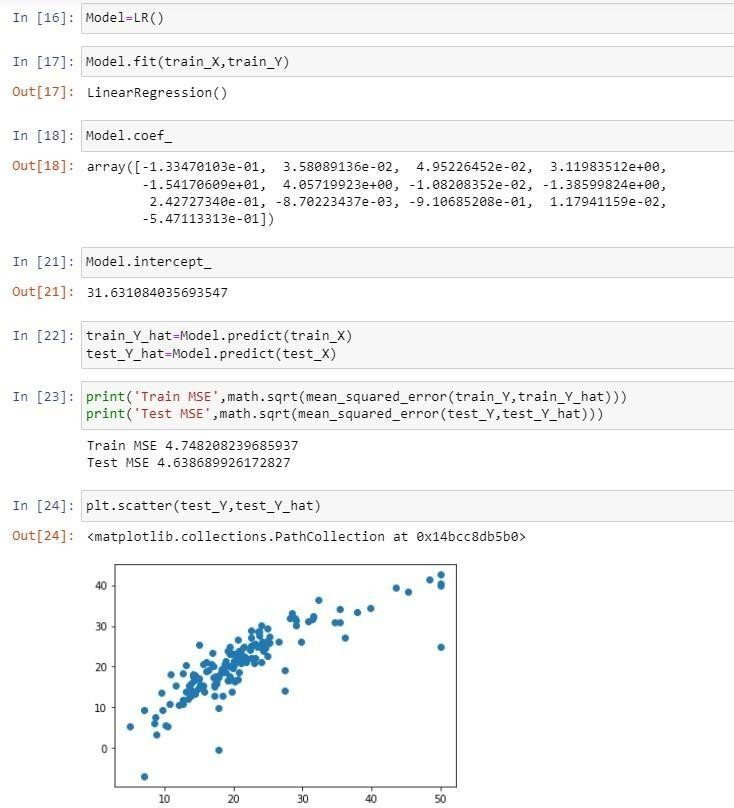 In [16]: Model=LR()
In [17]: Model.fit(train_X,train_Y)
Out[17]: LinearRegression()
In [18]: Model.coef_
Out[18]: array([-1.33470103e-01,  3.58089136e-02,  4.95226452e-02,  3.11983512e+00,
-1.54170609e+01,  4.05719923e+00, -1.08208352e-02, -1.38599824e+00,
2.42727340e-01, -8.70223437e-03, -9.10685208e-01,  1.17941159e-02,
-5.47113313e-01])
In [21]: Model.intercept_
Out[21]: 31.631084035693547
In [22]: train_Y_hat=Model.predict(train_X)
test_Y_hat=Model.predict(test_X)
In [23]: print('Train MSE',math.sqrt(mean_squared_error(train_Y,train_Y_hat)))
print('Test MSE',math.sqrt(mean_squared_error(test_Y,test_Y_hat)))
Train MSE 4.748208239685937
Test MSE 4.638689926172827
In [24]: plt.scatter(test_Y,test_Y_hat)
Out[24]: <matplotlib.collections.PathCollection at 0x14bcc8db5b0>
40
30
20
10
0
10 20 30 40 50